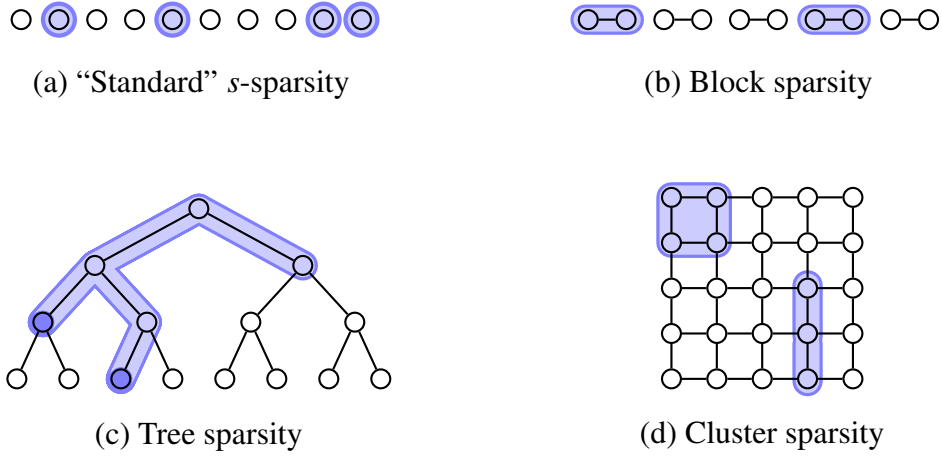 (a) “Standard” s-sparsity
(b) Block sparsity
(c) Tree sparsity
(d) Cluster sparsity